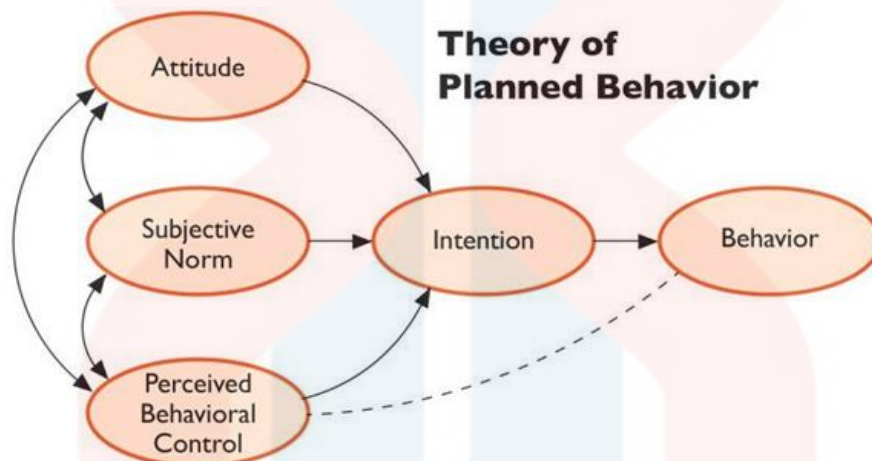 Theory of
Planned Behavior
Attitude
Subjective
Norm
Intention
Behavior
Perceived
Behavioral
Control